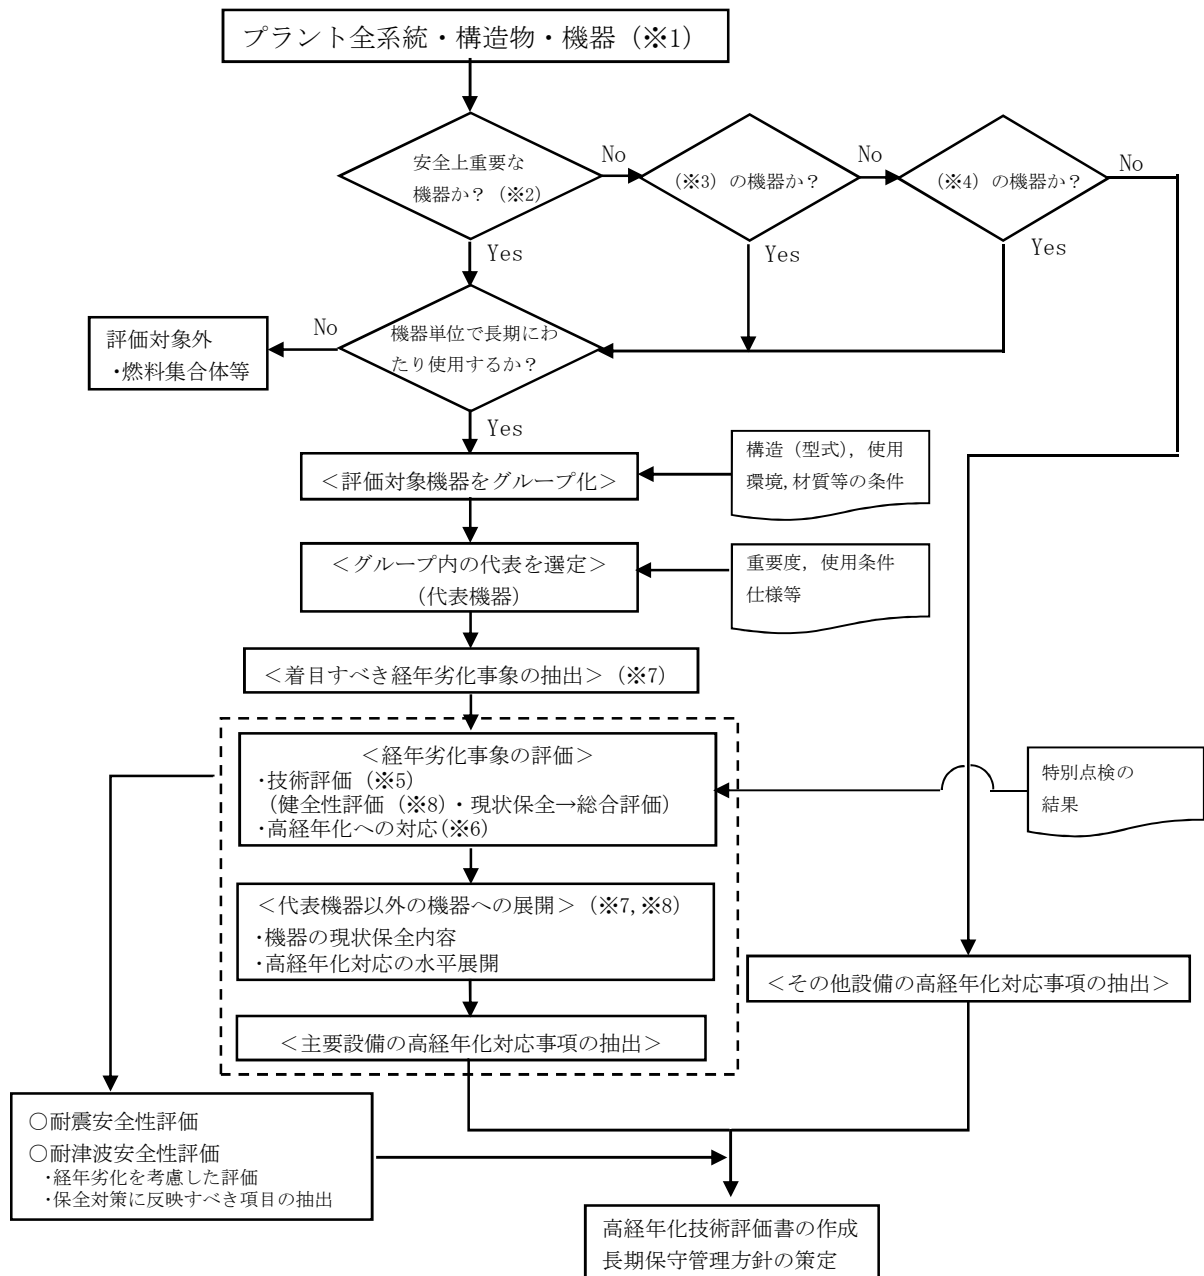 プラント全系統・構造物・機器（※1）
安全上重要な
機器か？（※2）
No
（※3）の機器か？
No
（※4）の機器か？
No
Yes
Yes
Yes
評価対象外
・燃料集合体等
No
機器単位で長期にわ
たり使用するか？
Yes
＜評価対象機器をグループ化＞
構造（型式），使用
環境,材質等の条件
＜グループ内の代表を選定＞
（代表機器）
重要度，使用条件
仕様等
＜着目すべき経年劣化事象の抽出＞（※7）
＜経年劣化事象の評価＞
・技術評価（※5）
（健全性評価（※8）・現状保全→総合評価）
・高経年化への対応(※6)
特別点検の
結果
＜代表機器以外の機器への展開＞（※7,※8）
・機器の現状保全内容
・高経年化対応の水平展開
＜その他設備の高経年化対応事項の抽出＞
＜主要設備の高経年化対応事項の抽出＞
○耐震安全性評価
○耐津波安全性評価
・経年劣化を考慮した評価
・保全対策に反映すべき項目の抽出
高経年化技術評価書の作成
長期保守管理方針の策定